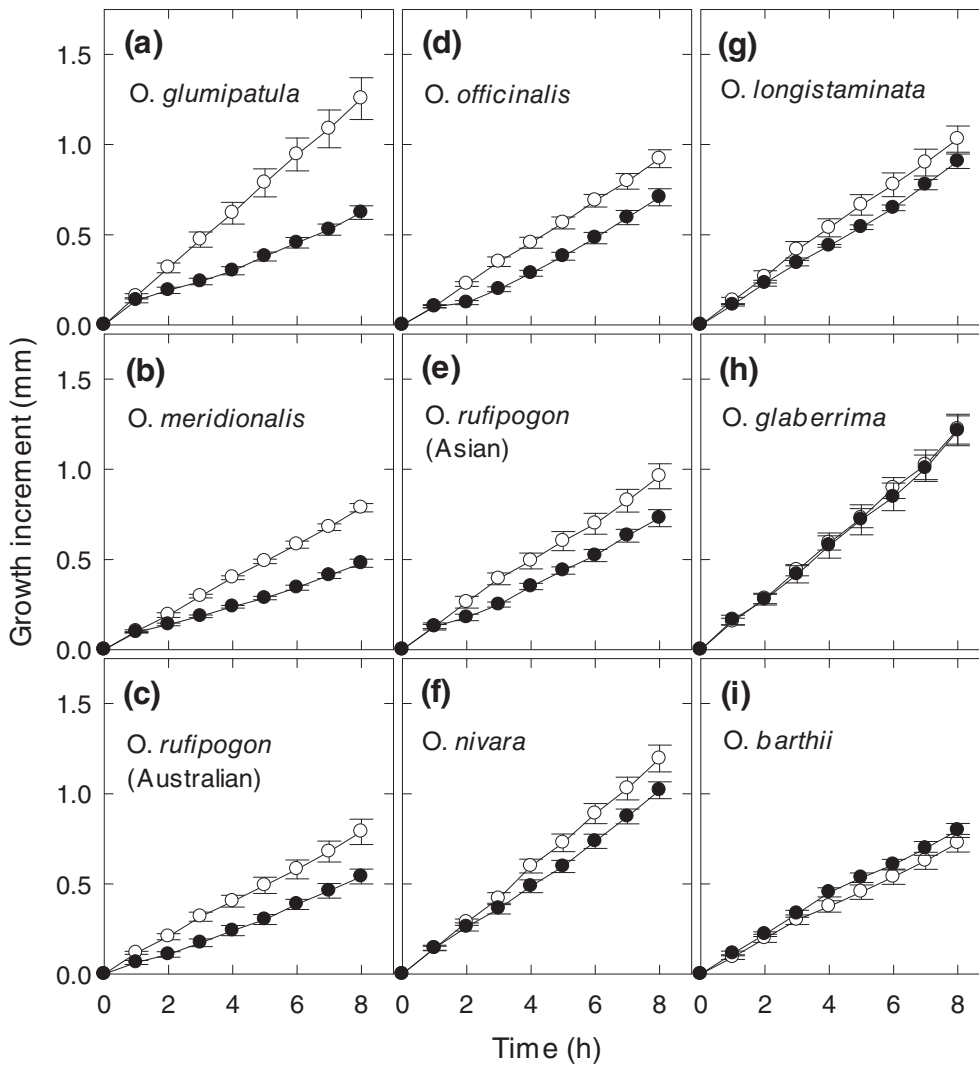 (a)
O. glumipatula
(d)
O. officinalis
(g)
O. longistaminata
1.5
1.0
0.5
0.0
(b)
O. meridionalis
(e)
O. rufipogon
(Asian)
(h)
O. glaberrima
1.5
1.0
0.5
0.0
(c)
O. rufipogon
(Australian)
(f)
O. nivara
(i)
O. barthii
1.5
1.0
0.5
0.0
Growth increment (mm)
0 2 4 6 8 0 2 4 6 8 0 2 4 6 8
Time (h)